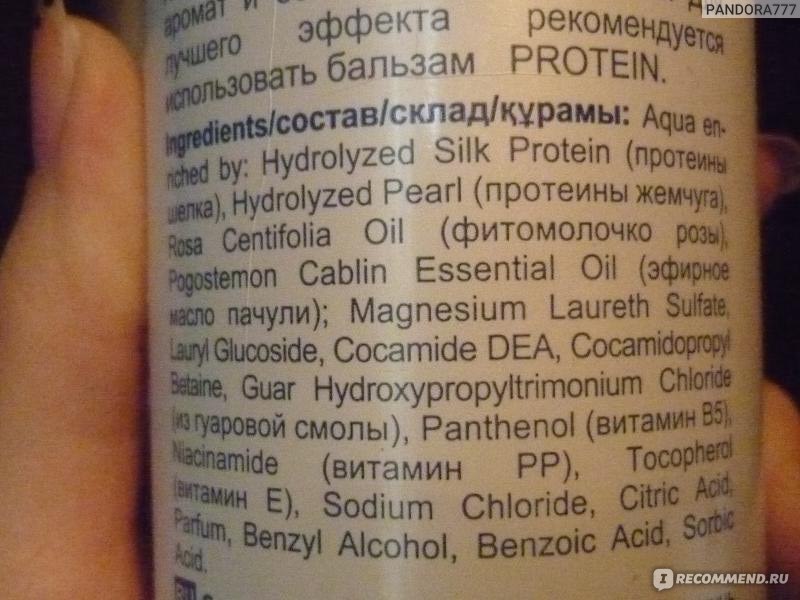 PANDORA777
аромат и
лучшего эффекта рекомендуется
использовать бальзам PROTEIN.
Ingredients/состав/склад/құрамы: Aqua en-
riched by: Hydrolyzed Silk Protein (протеины
шелка), Hydrolyzed Pearl (протеины жемчуга),
Rosa Centifolia Oil (фитомолочко розы),
Pogostemon Cablin Essential Oil (эфирное
масло пачули); Magnesium Laureth Sulfate,
Lauryl Glucoside, Cocamide DEA, Cocamidopropyl
Betaine, Guar Hydroxypropyltrimonium Chloride
(из гуаровой смолы), Panthenol (витамин B5),
Niacinamide (витамин PP), Tocopherol
(витамин E), Sodium Chloride, Citric Acid,
Parfum, Benzyl Alcohol, Benzoic Acid, Sorbic
Acid.
IRECOMMEND.RU